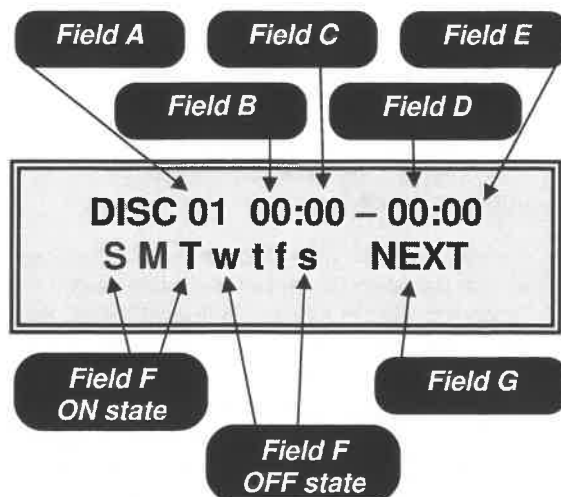 Field A
Field C
Field E
Field B
Field D
DISC 01 00:00 – 00:00
S M T w t f s NEXT
Field F
ON state
Field G
Field F
OFF state